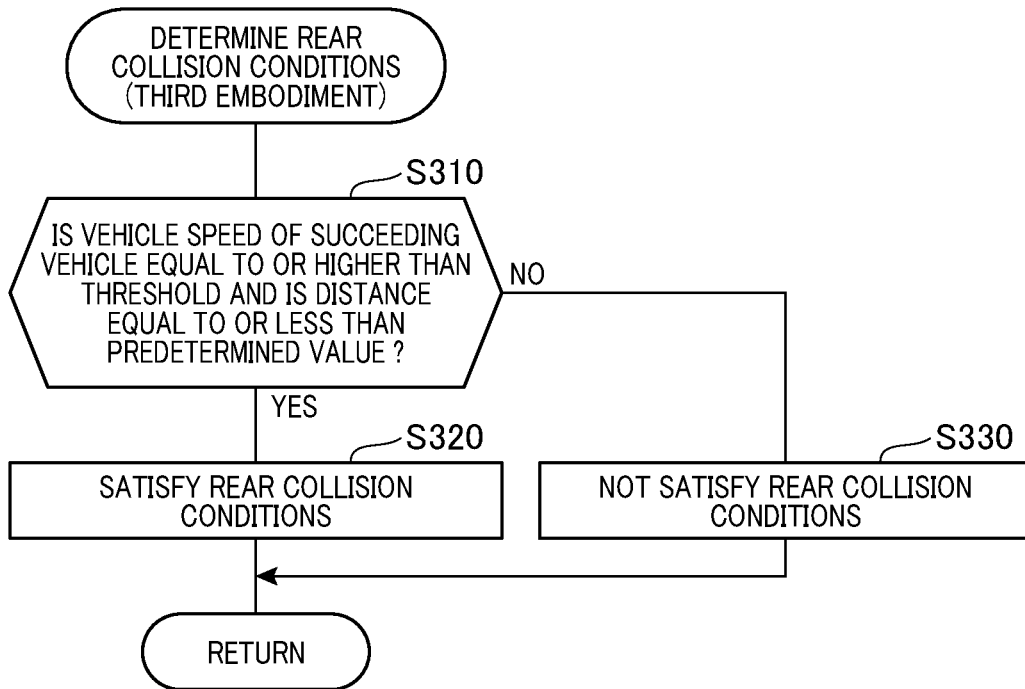 DETERMINE REAR
COLLISION CONDITIONS
(THIRD EMBODIMENT)
S310
IS VEHICLE SPEED OF SUCCEEDING
VEHICLE EQUAL TO OR HIGHER THAN
THRESHOLD AND IS DISTANCE
EQUAL TO OR LESS THAN
PREDETERMINED VALUE ?
NO
YES
S320
SATISFY REAR COLLISION
CONDITIONS
S330
NOT SATISFY REAR COLLISION
CONDITIONS
RETURN